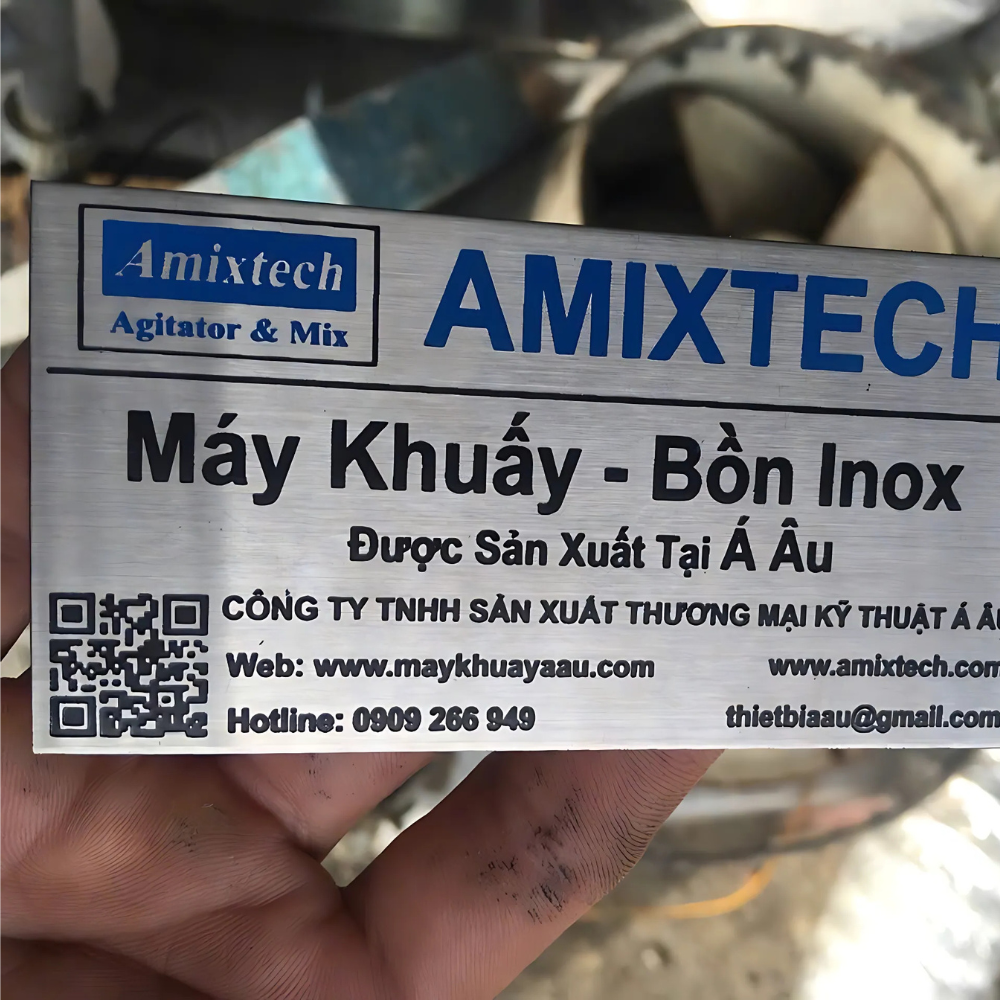 Amixtech
Agitator & Mix
AMIXTECH
Máy Khuấy - Bồn Inox
Được Sản Xuất Tại Á Âu
CÔNG TY TNHH SẢN XUẤT THƯƠNG MẠI KỸ THUẬT Á ÂU
Web: www.maykhuayaau.com www.amixtech.com
Hotline: 0909 266 949 thietbiaau@gmail.com